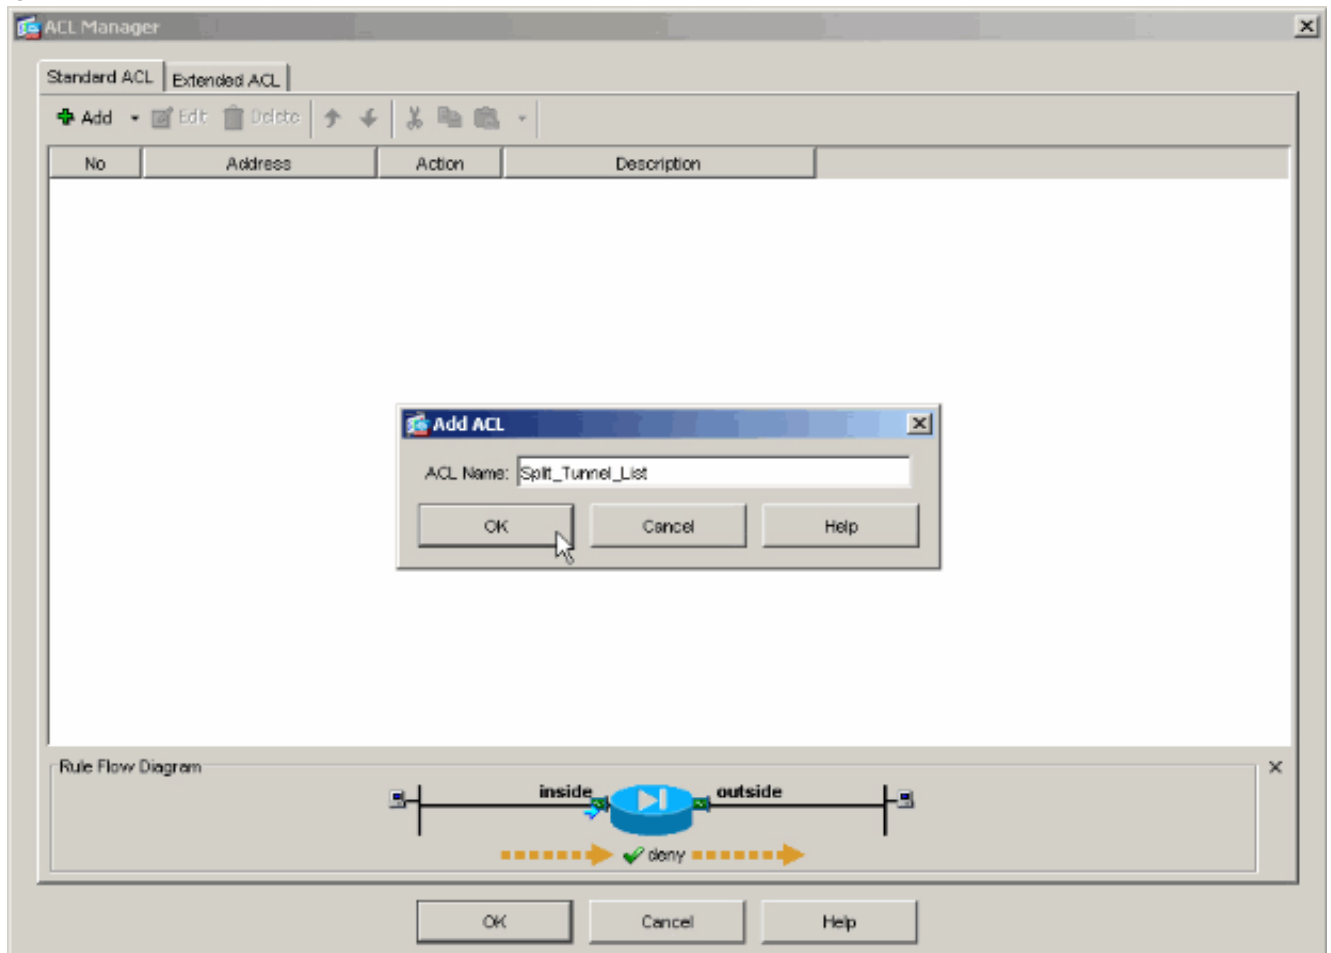 ACL Manager
Standard ACL Extended ACL
Add Edit Delete
No Address Action Description
Add ACL
ACL Name: Split_Tunnel_List
OK Cancel Help
Rule Flow Diagram
inside outside
deny
OK Cancel Help